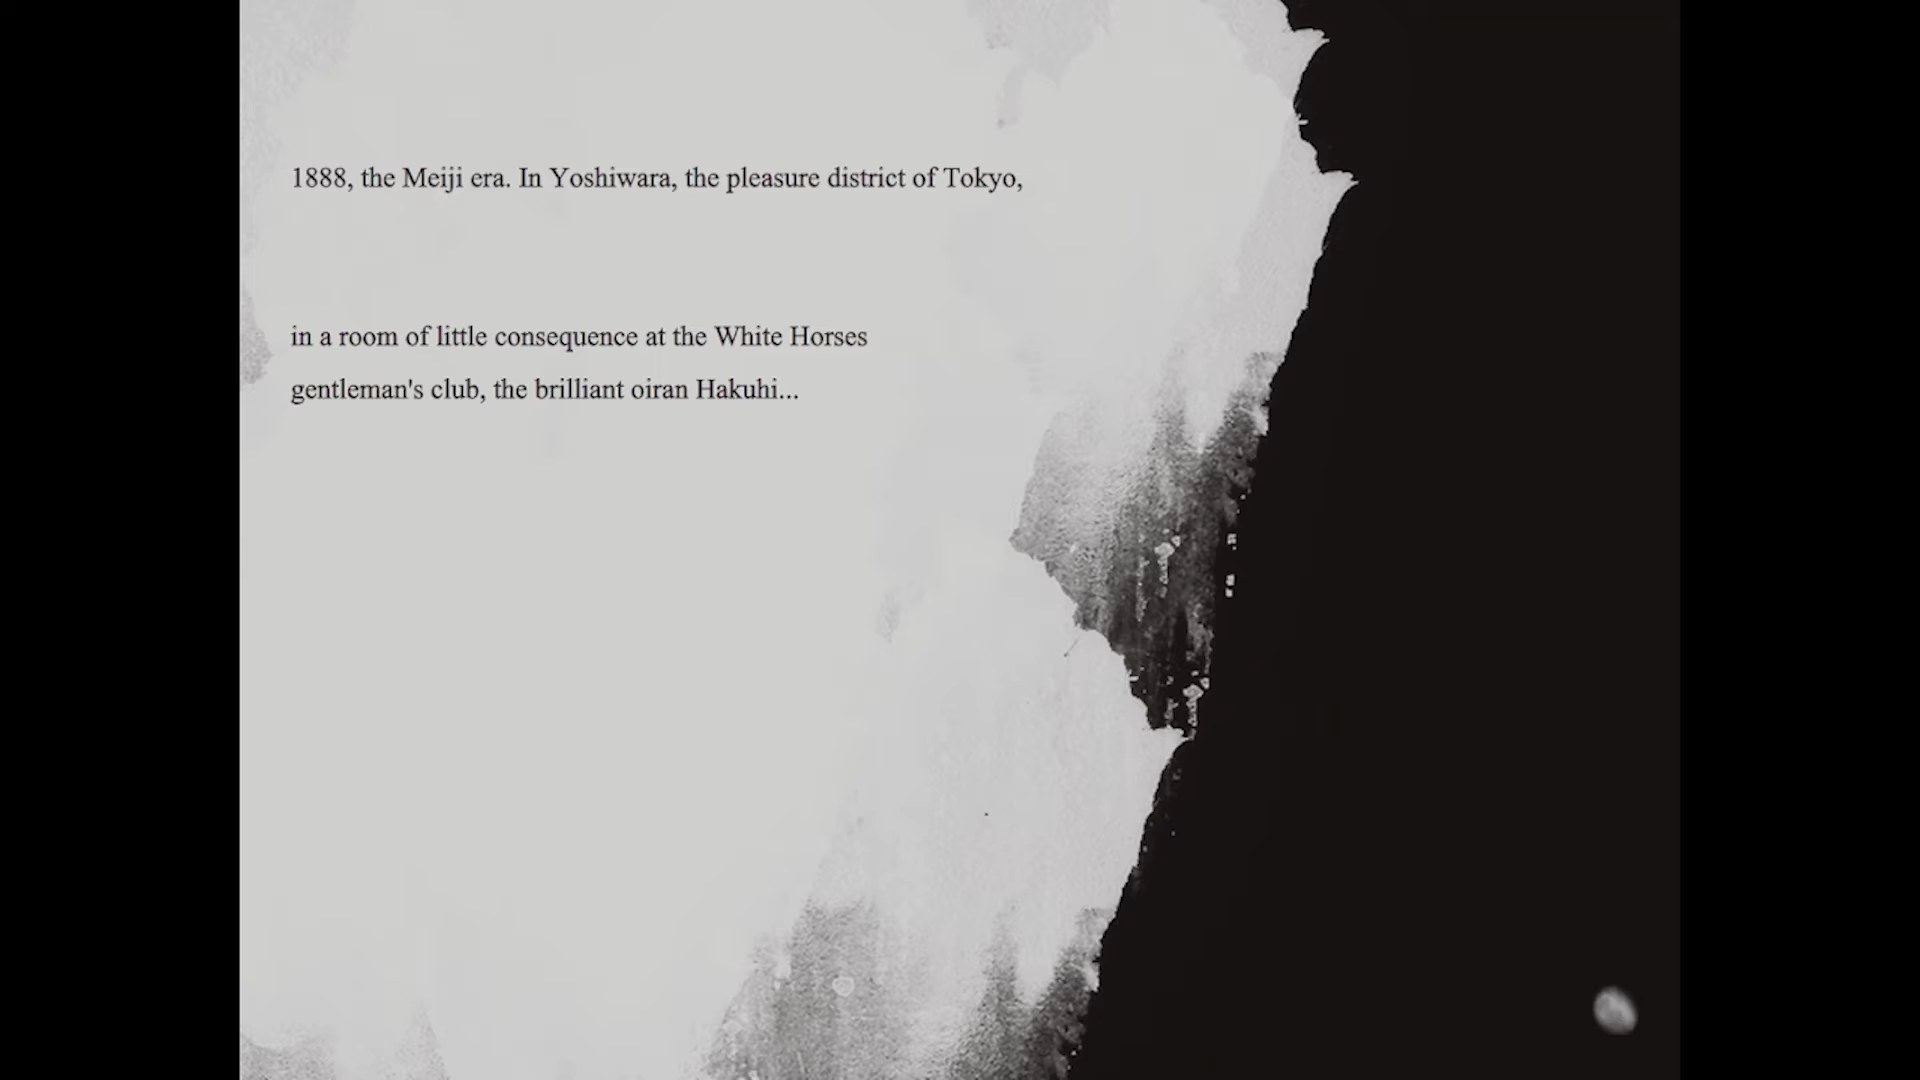 1888, the Meiji era. In Yoshiwara, the pleasure district of Tokyo,
in a room of little consequence at the White Horses
gentleman's club, the brilliant oiran Hakuhi...